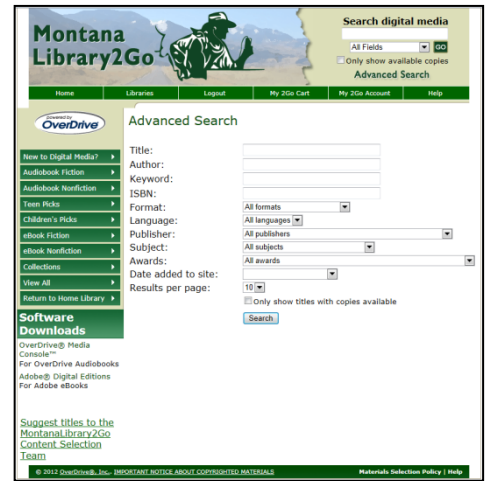 Montana
Library2Go
Search digital media
All Fields
GO
Only show available copies
Advanced Search
Home Libraries Logout My 2Go Cart My 2Go Account Help
POWERED BY
OverDrive
Advanced Search
New to Digital Media?
Audiobook Fiction
Audiobook Nonfiction
Teen Picks
Children's Picks
eBook Fiction
eBook Nonfiction
Collections
View All
Return to Home Library
Title:
Author:
Keyword:
ISBN:
Format: All formats
Language: All languages
Publisher: All publishers
Subject: All subjects
Awards: All awards
Date added to site:
Results per page: 10
Only show titles with copies available
Search
Software
Downloads
OverDrive® Media
Console™
For OverDrive Audiobooks
Adobe® Digital Editions
For Adobe eBooks
Suggest titles to the
MontanaLibrary2Go
Content Selection
Team
© 2012 OverDrive®, Inc. IMPORTANT NOTICE ABOUT COPYRIGHTED MATERIALS Materials Selection Policy | Help